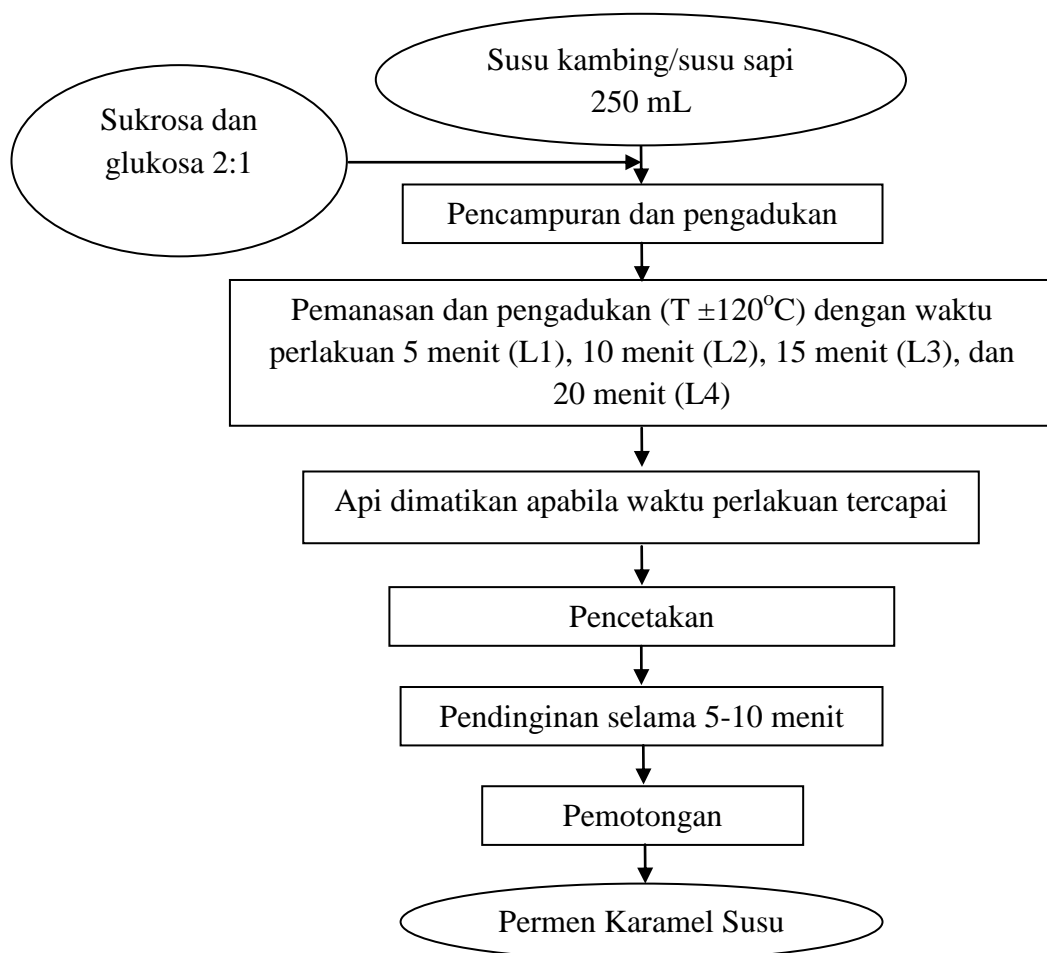 Susu kambing/susu sapi
250 mL
Sukrosa dan
glukosa 2:1
Pencampuran dan pengadukan
Pemanasan dan pengadukan (T ±120°C) dengan waktu
perlakuan 5 menit (L1), 10 menit (L2), 15 menit (L3), dan
20 menit (L4)
Api dimatikan apabila waktu perlakuan tercapai
Pencetakan
Pendinginan selama 5-10 menit
Pemotongan
Permen Karamel Susu